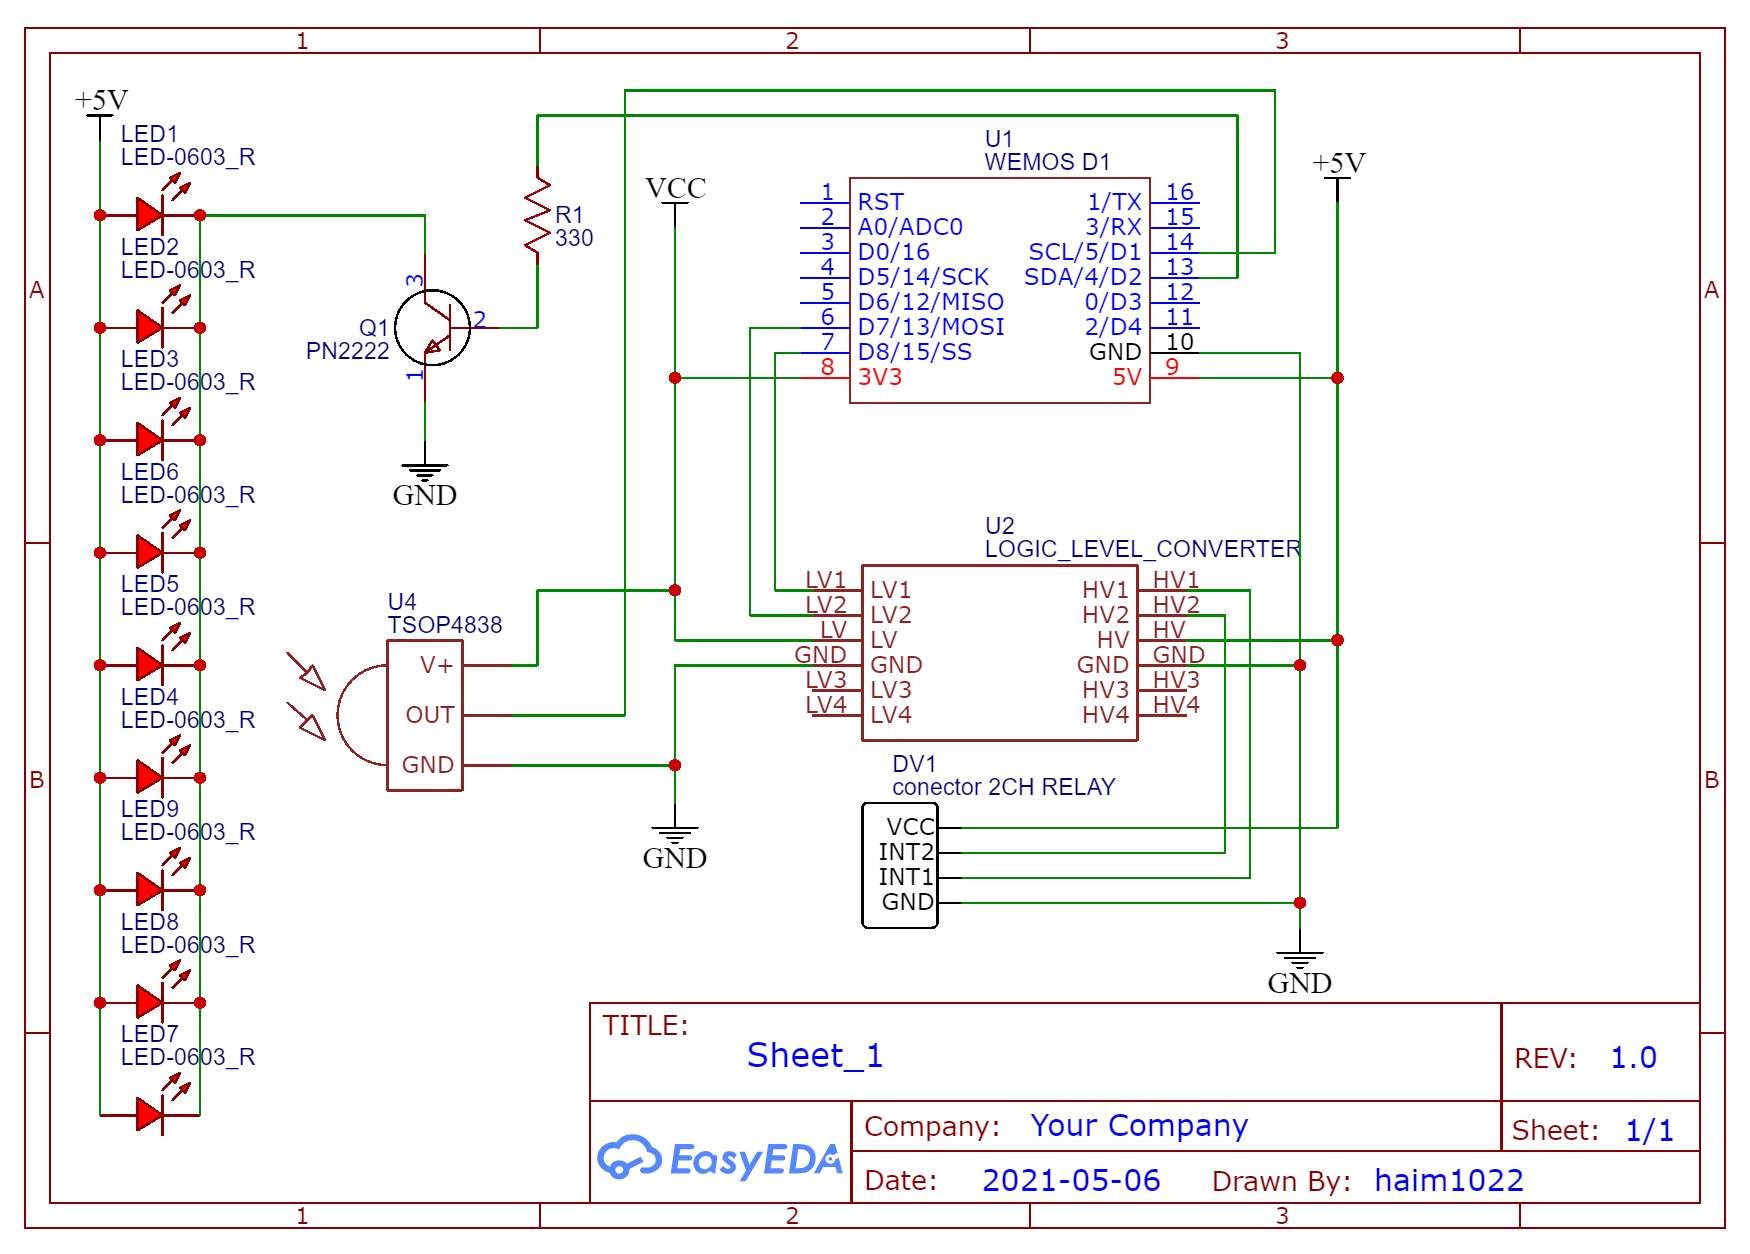 1
2
3
A
B
+5V
LED1
LED-0603_R
LED2
LED-0603_R
LED3
LED-0603_R
LED6
LED-0603_R
LED5
LED-0603_R
LED4
LED-0603_R
LED9
LED-0603_R
LED8
LED-0603_R
LED7
LED-0603_R
3
Q1
PN2222
2
1
GND
R1
330
VCC
U1
WEMOS D1
1 RST
2 A0/ADC0
3 D0/16
4 D5/14/SCK
5 D6/12/MISO
6 D7/13/MOSI
7 D8/15/SS
8 3V3
1/TX 16
3/RX 15
SCL/5/D1 14
SDA/4/D2 13
0/D3 12
2/D4 11
GND 10
5V 9
+5V
U4
TSOP4838
V+
OUT
GND
GND
U2
LOGIC_LEVEL_CONVERTER
LV1 LV1 HV1 HV1
LV2 LV2 HV2 HV2
LV LV HV HV
GND GND GND GND
LV3 LV3 HV3 HV3
LV4 LV4 HV4 HV4
DV1
conector 2CH RELAY
VCC
INT2
INT1
GND
GND
A
B
TITLE:
Sheet_1
REV: 1.0
EasyEDA
Company: Your Company
Sheet: 1/1
Date: 2021-05-06 Drawn By: haim1022
1
2
3